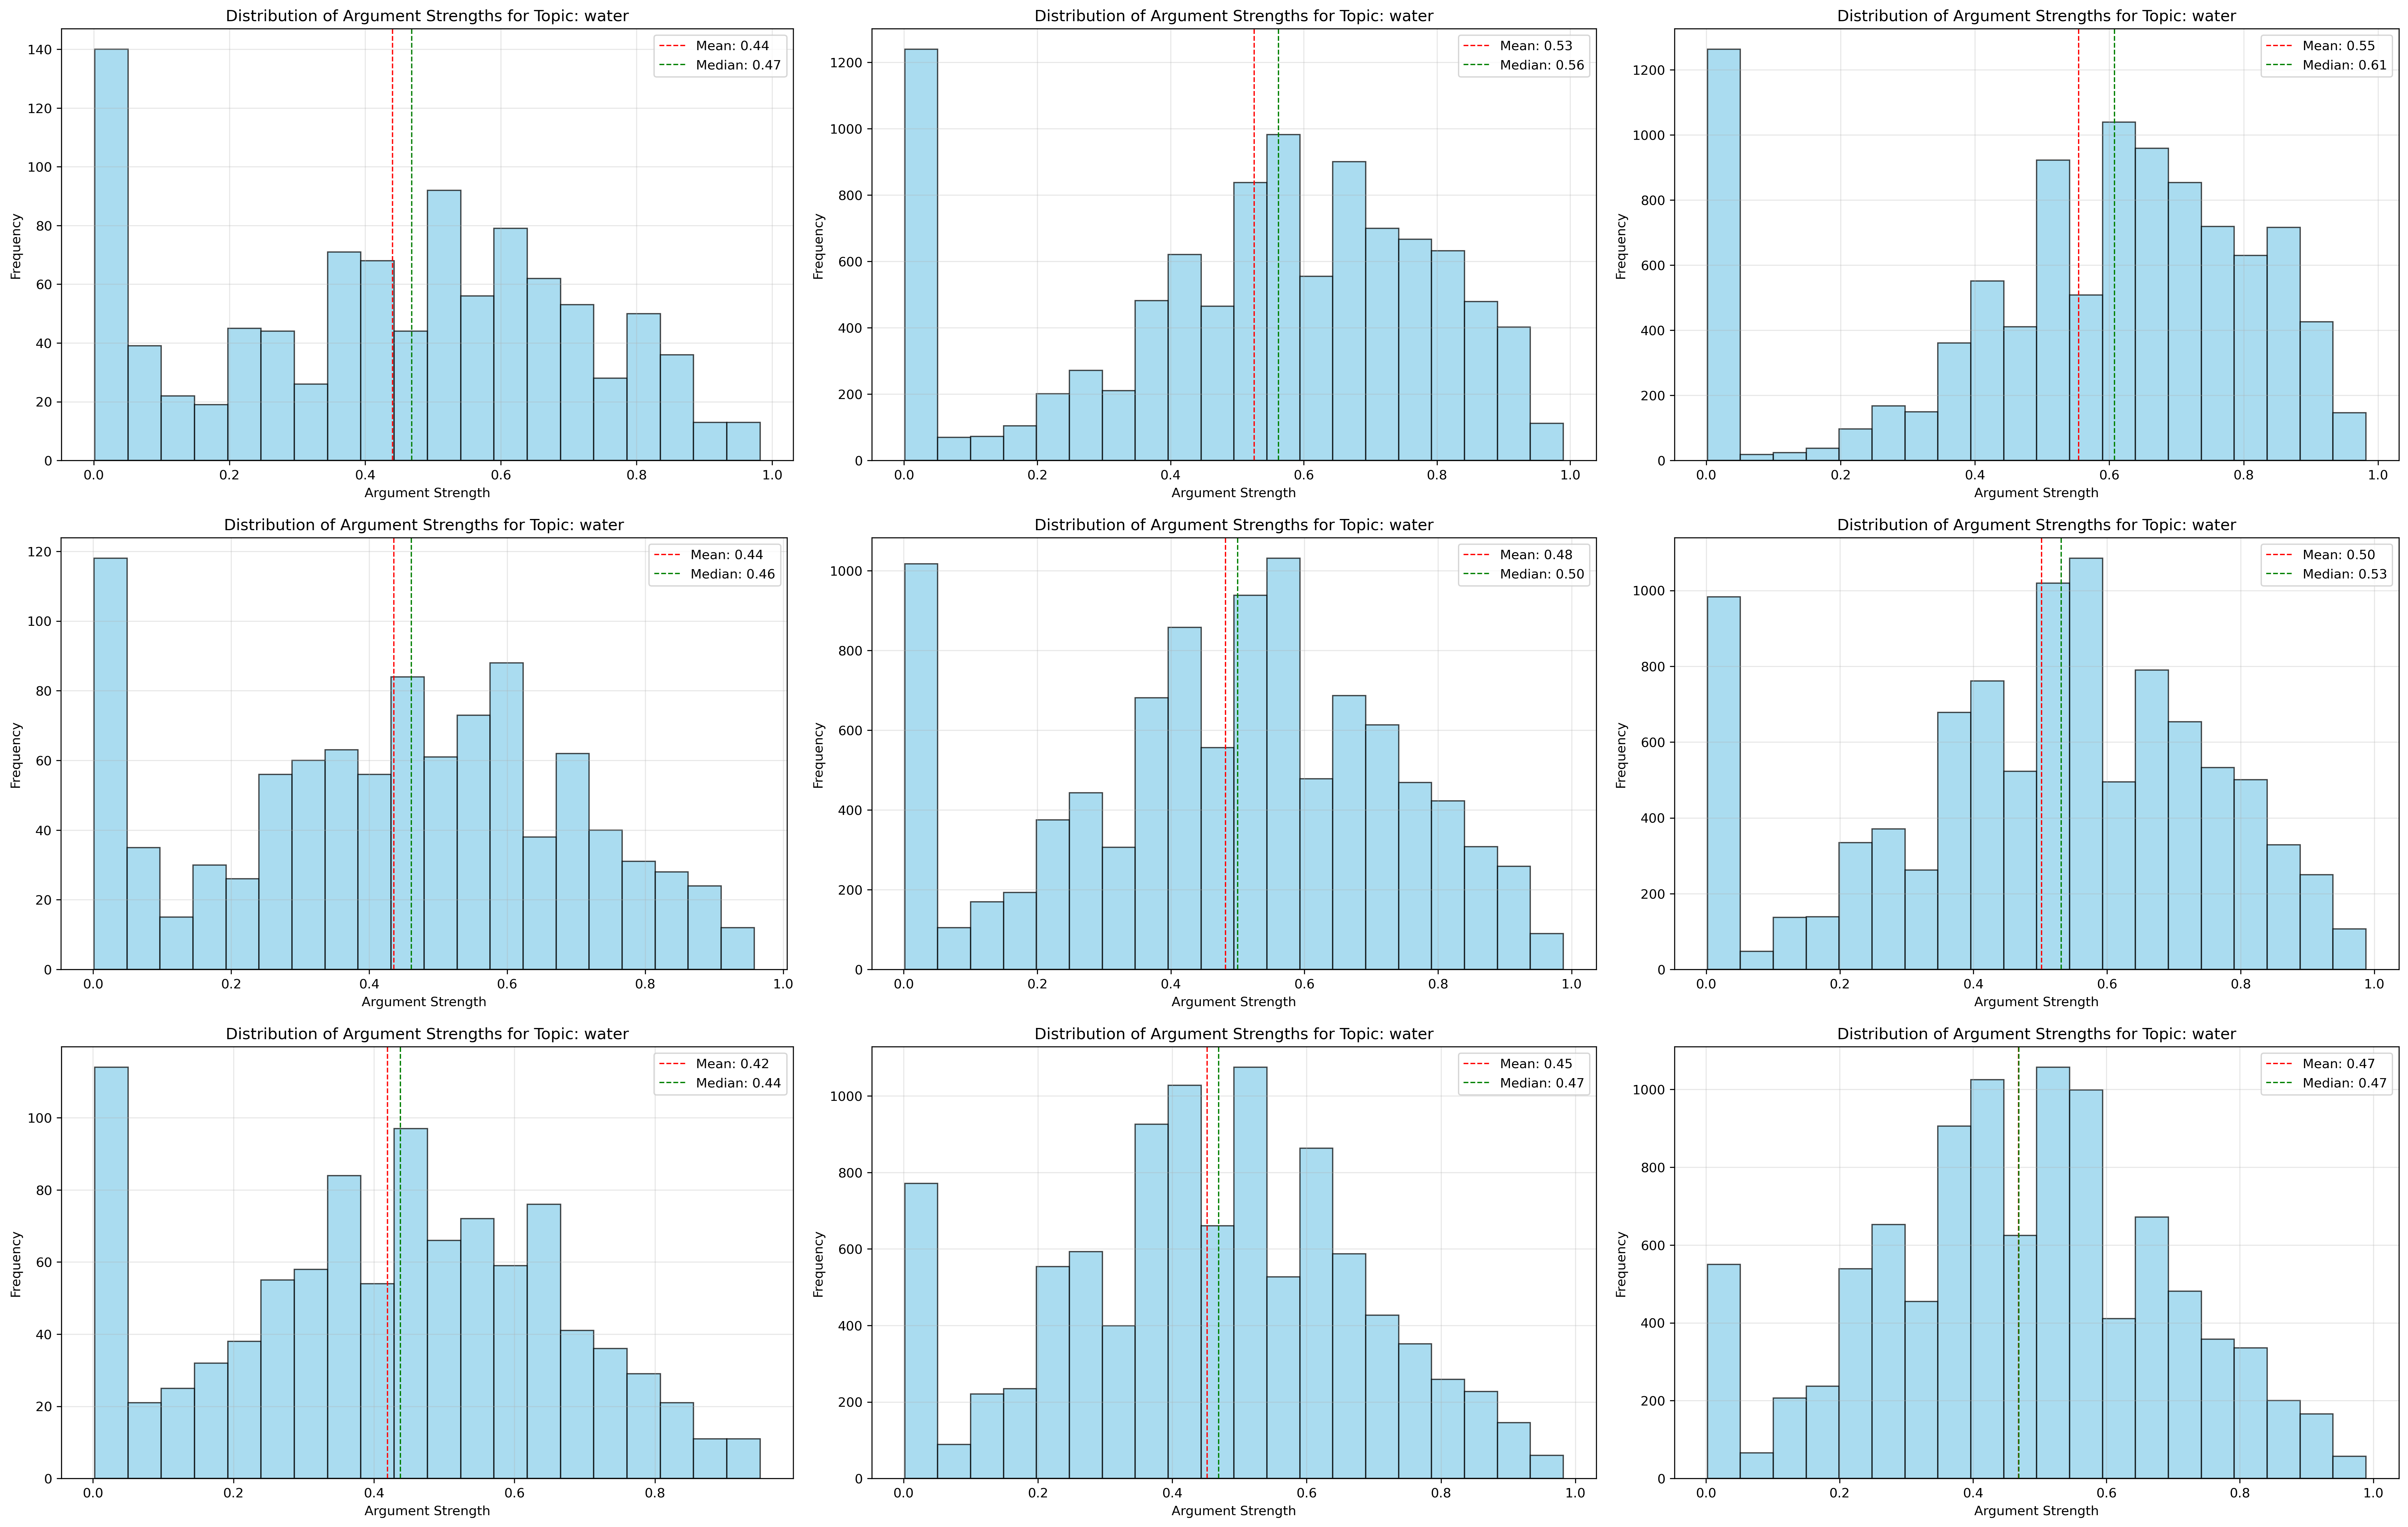 Distribution of Argument Strengths for Topic: water
Mean: 0.44
Median: 0.47
Frequency
140
120
100
80
60
40
20
0
0.0 0.2 0.4 0.6 0.8 1.0
Argument Strength
Distribution of Argument Strengths for Topic: water
Mean: 0.53
Median: 0.56
Frequency
1200
1000
800
600
400
200
0
0.0 0.2 0.4 0.6 0.8 1.0
Argument Strength
Distribution of Argument Strengths for Topic: water
Mean: 0.55
Median: 0.61
Frequency
1200
1000
800
600
400
200
0
0.0 0.2 0.4 0.6 0.8 1.0
Argument Strength
Distribution of Argument Strengths for Topic: water
Mean: 0.44
Median: 0.46
Frequency
120
100
80
60
40
20
0
0.0 0.2 0.4 0.6 0.8 1.0
Argument Strength
Distribution of Argument Strengths for Topic: water
Mean: 0.48
Median: 0.50
Frequency
1000
800
600
400
200
0
0.0 0.2 0.4 0.6 0.8 1.0
Argument Strength
Distribution of Argument Strengths for Topic: water
Mean: 0.50
Median: 0.53
Frequency
1000
800
600
400
200
0
0.0 0.2 0.4 0.6 0.8 1.0
Argument Strength
Distribution of Argument Strengths for Topic: water
Mean: 0.42
Median: 0.44
Frequency
100
80
60
40
20
0
0.0 0.2 0.4 0.6 0.8
Argument Strength
Distribution of Argument Strengths for Topic: water
Mean: 0.45
Median: 0.47
Frequency
1000
800
600
400
200
0
0.0 0.2 0.4 0.6 0.8 1.0
Argument Strength
Distribution of Argument Strengths for Topic: water
Mean: 0.47
Median: 0.47
Frequency
1000
800
600
400
200
0
0.0 0.2 0.4 0.6 0.8 1.0
Argument Strength